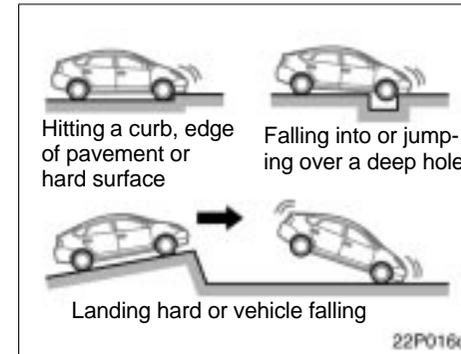 Hitting a curb, edge
of pavement or
hard surface
Falling into or jump-
ing over a deep hole
Landing hard or vehicle falling
22P016c